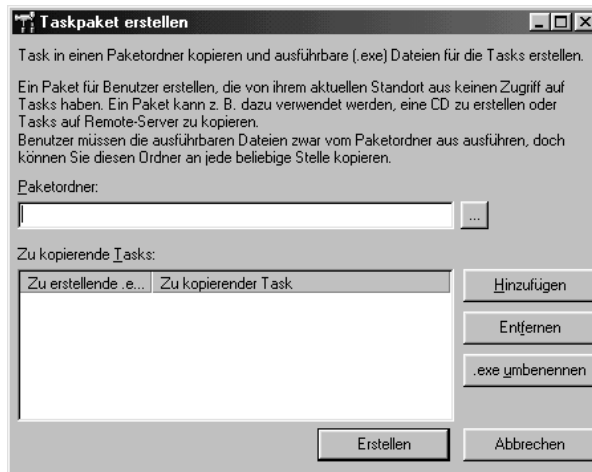 Taskpaket erstellen
Task in einen Paketordner kopieren und ausführbare (.exe) Dateien für die Tasks erstellen.
Ein Paket für Benutzer erstellen, die von ihrem aktuellen Standort aus keinen Zugriff auf
Tasks haben. Ein Paket kann z. B. dazu verwendet werden, eine CD zu erstellen oder
Tasks auf Remote-Server zu kopieren.
Benutzer müssen die ausführbaren Dateien zwar vom Paketordner aus ausführen, doch
können Sie diesen Ordner an jede beliebige Stelle kopieren.
Paketordner:
...
Zu kopierende Tasks:
Zu erstellende .e... Zu kopierender Task
Hinzufügen
Entfernen
.exe umbenennen
Erstellen
Abbrechen